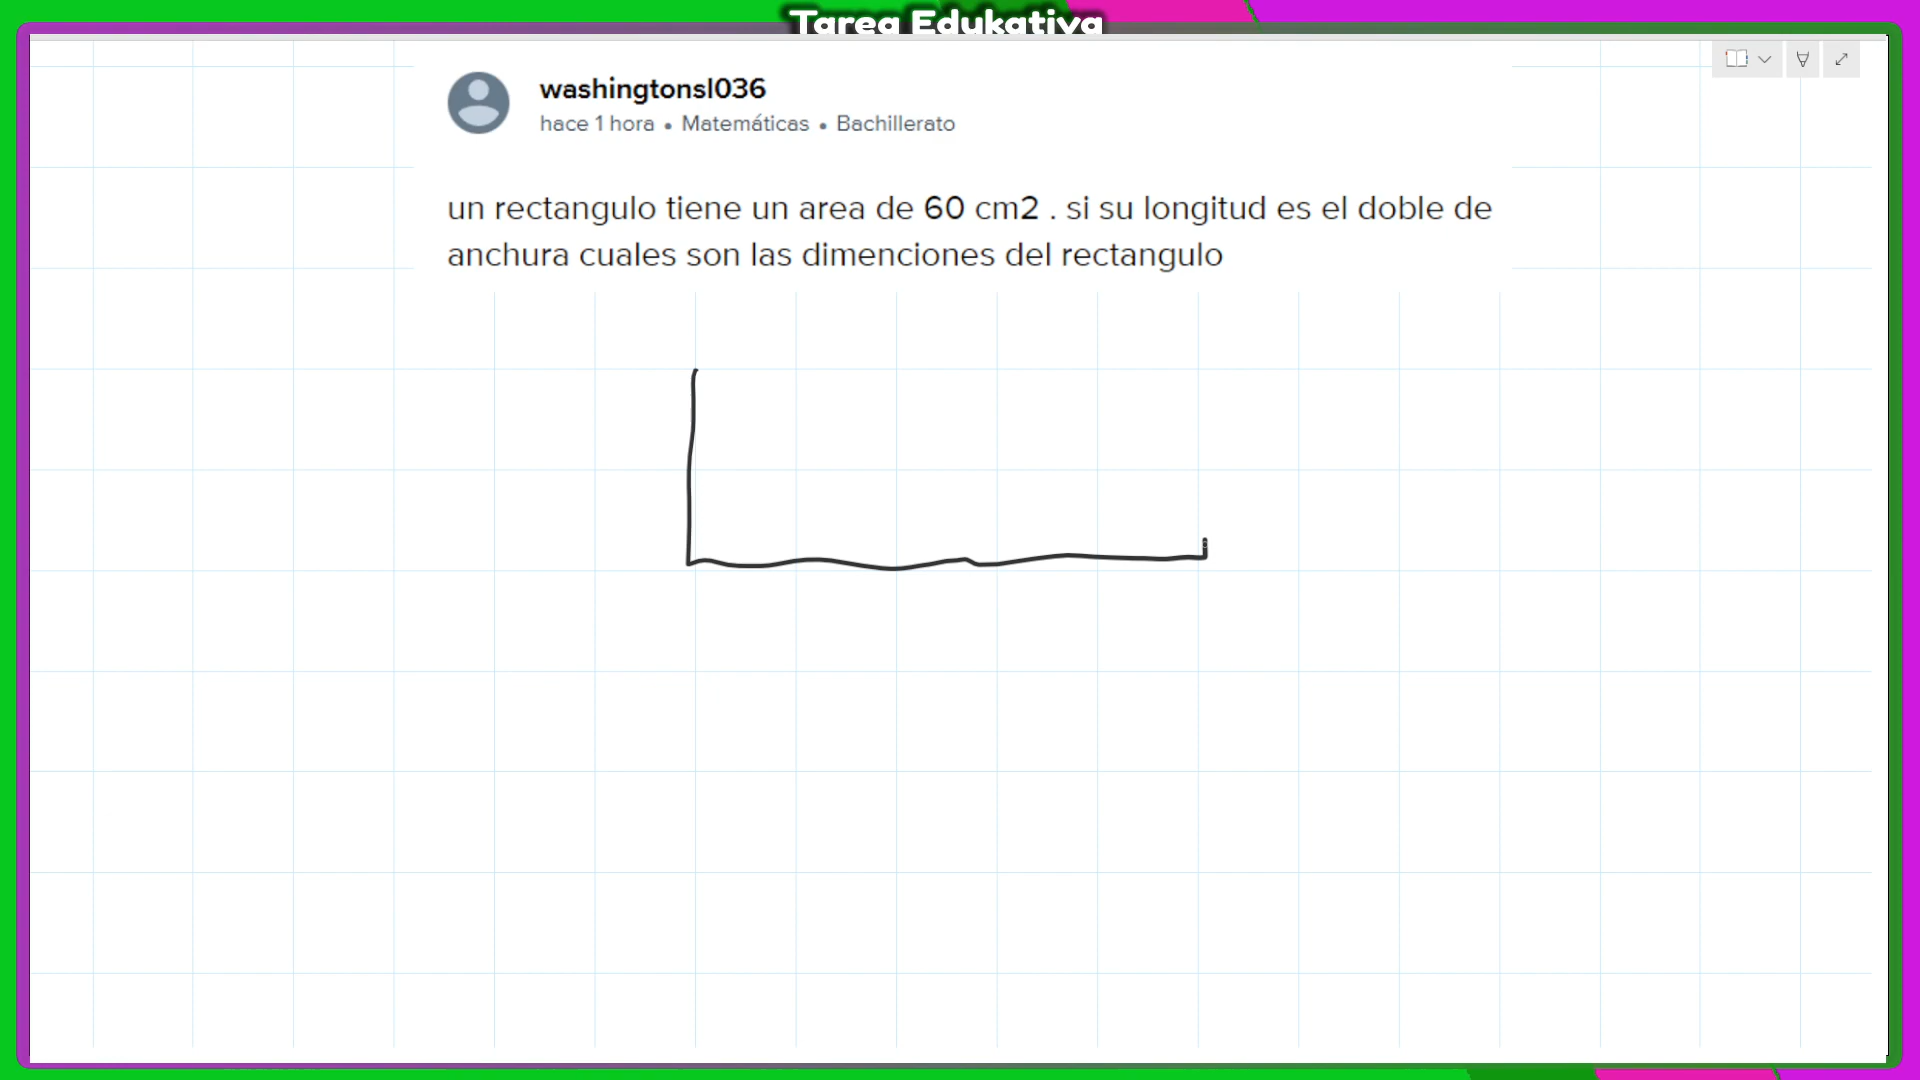 Tarea Edukativa
washingtonsl036
hace 1 hora • Matemáticas • Bachillerato
un rectangulo tiene un area de 60 cm2 . si su longitud es el doble de
anchura cuales son las dimenciones del rectangulo